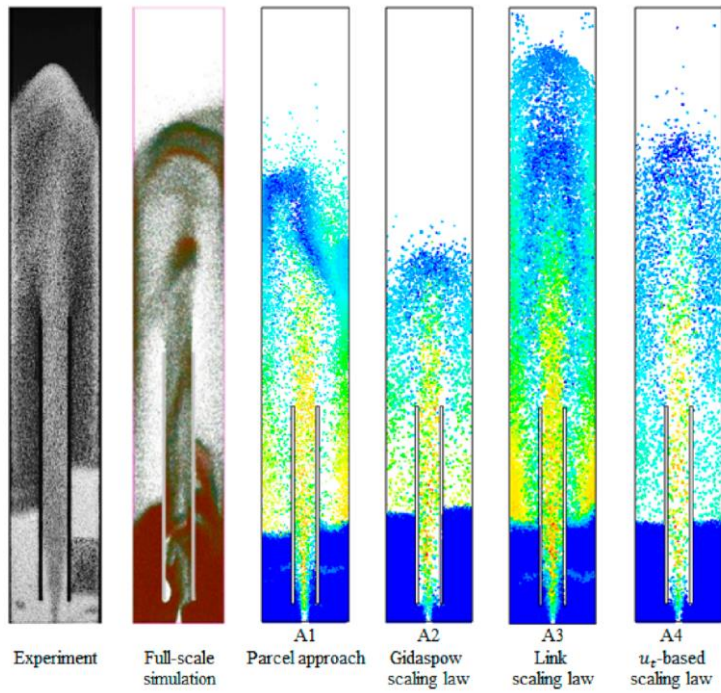 A1
A2
A3
A4
Experiment
Full-scale
simulation
Parcel approach
Gidaspow
scaling law
Link
scaling law
uₜ-based
scaling law